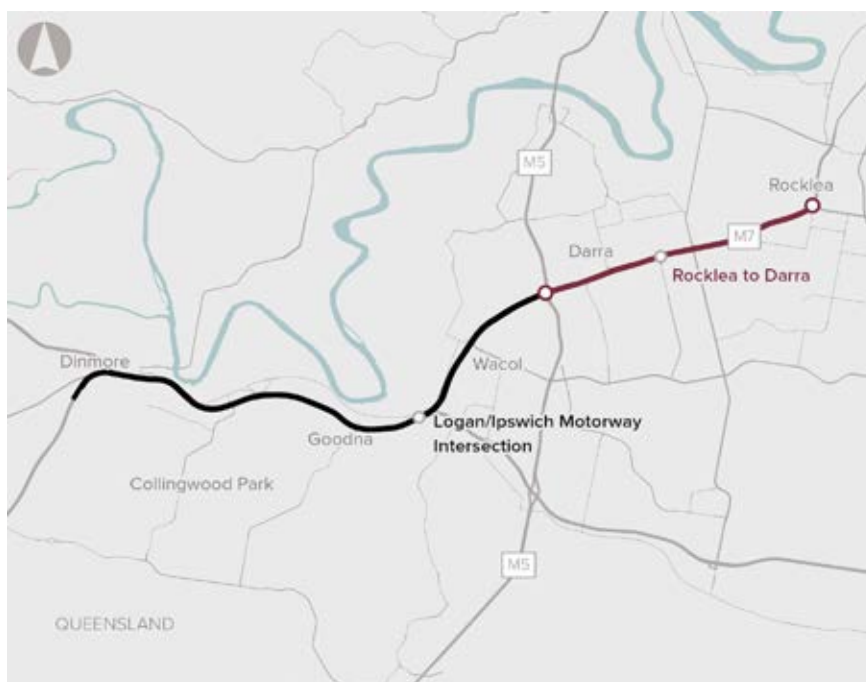 M5
Rocklea
M7
Darra
Rocklea to Darra
Dinmore
Wacol
Logan/Ipswich Motorway
Intersection
Goodna
Collingwood Park
M5
QUEENSLAND